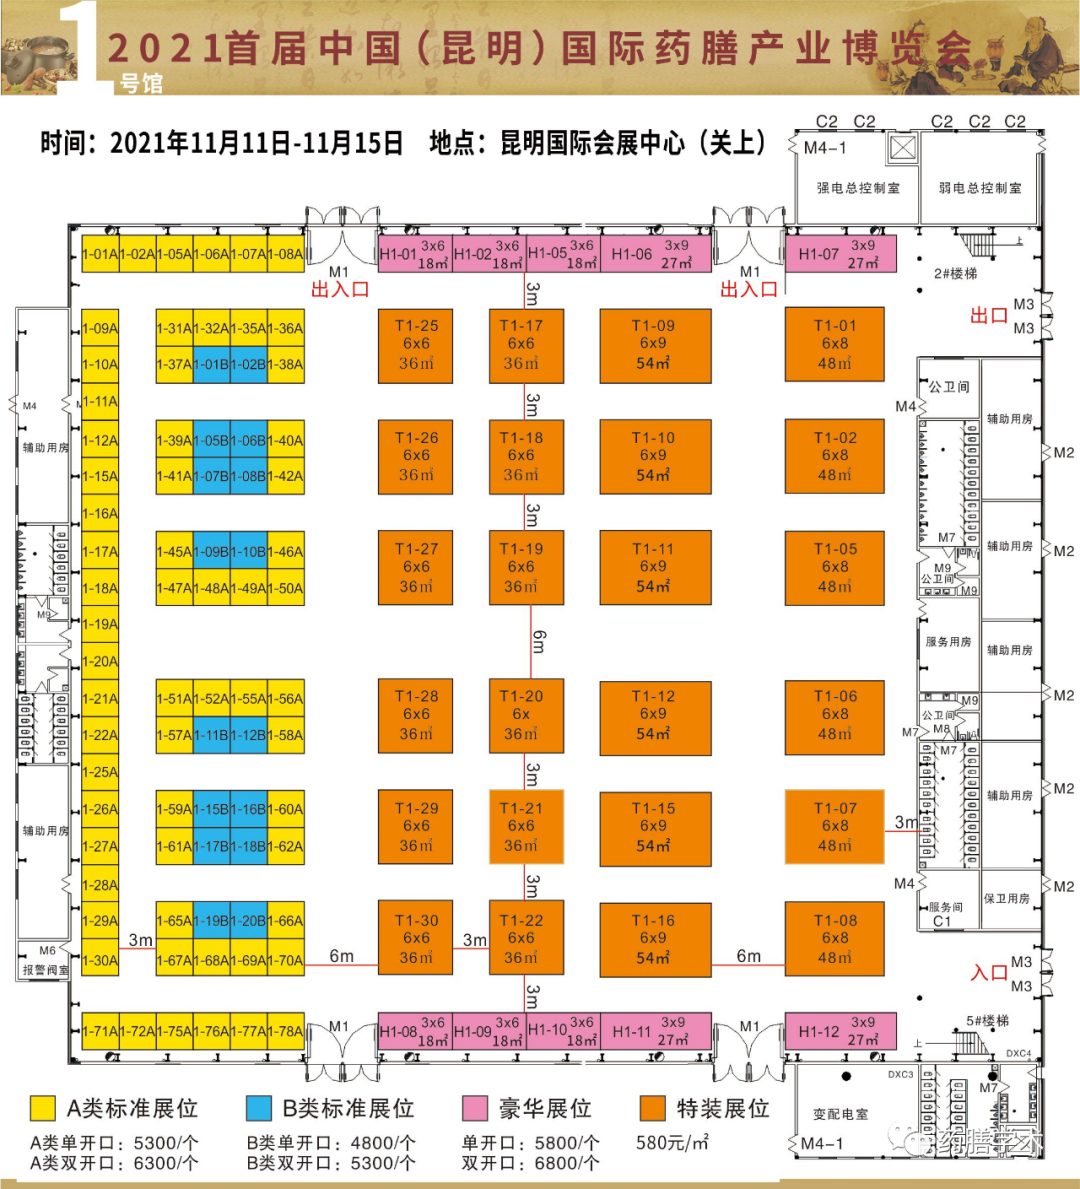 1号馆
2021首届中国（昆明）国际药膳产业博览会
时间：2021年11月11日-11月15日 地点：昆明国际会展中心（关上）
C2 C2 C2 C2 C2
M4-1
强电总控制室 弱电总控制室
1-01A 1-02A 1-05A 1-06A 1-07A 1-08A
H1-01 3x6 18㎡ H1-02 3x6 18㎡ H1-05 3x6 18㎡ H1-06 3x9 27㎡ H1-07 3x9 27㎡
上
2#楼梯
M1 M1
出入口 出入口
3m
出口
M3
M3
1-09A 1-31A 1-32A 1-35A 1-36A
1-10A 1-37A 1-01B 1-02B 1-38A
T1-25 T1-17 T1-09 T1-01
6x6 6x6 6x9 6x8
36㎡ 36㎡ 54㎡ 48㎡
1-11A
3m
M4
M4
公卫间
辅助用房
1-12A 1-39A 1-05B 1-06B 1-40A
1-15A 1-41A 1-07B 1-08B 1-42A
T1-26 T1-18 T1-10 T1-02
6x6 6x6 6x9 6x8
36㎡ 36㎡ 54㎡ 48㎡
辅助用房
M2
1-16A
3m
1-17A 1-45A 1-09B 1-10B 1-46A
1-18A 1-47A 1-48A 1-49A 1-50A
T1-27 T1-19 T1-11 T1-05
6x6 6x6 6x9 6x8
36㎡ 36㎡ 54㎡ 48㎡
M7
M9
公卫间
M9
辅助用房
M2
M9
1-19A
1-20A
6m
服务用房
辅助用房
1-21A 1-51A 1-52A 1-55A 1-56A
1-22A 1-57A 1-11B 1-12B 1-58A
T1-28 T1-20 T1-12 T1-06
6x6 6x 6x9 6x8
36㎡ 36㎡ 54㎡ 48㎡
M9
公卫间
M8
M7
M7
M2
1-25A
3m
1-26A 1-59A 1-15B 1-16B 1-60A
1-27A 1-61A 1-17B 1-18B 1-62A
T1-29 T1-21 T1-15 T1-07
6x6 6x6 6x9 6x8
36㎡ 36㎡ 54㎡ 48㎡
3m
辅助用房
辅助用房
M2
1-28A
3m
M4
服务间
C1
保卫用房
M2
1-29A 1-65A 1-19B 1-20B 1-66A
1-30A 1-67A 1-68A 1-69A 1-70A
T1-30 T1-22 T1-16 T1-08
6x6 6x6 6x9 6x8
36㎡ 36㎡ 54㎡ 48㎡
3m 6m 3m 6m
M6
报警阀室
入口
M3
M3
3m
1-71A 1-72A 1-75A 1-76A 1-77A 1-78A
M1
H1-08 3x6 18㎡ H1-09 3x6 18㎡ H1-10 3x6 18㎡ H1-11 3x9 27㎡
M1
H1-12 3x9 27㎡
5#楼梯
上
DXC4
DXC3
M7
变配电室
M4-1
A类标准展位 B类标准展位 豪华展位 特装展位
A类单开口：5300/个 B类单开口：4800/个 单开口：5800/个 580元/㎡
A类双开口：6300/个 B类双开口：5300/个 双开口：6800/个
药膳学术